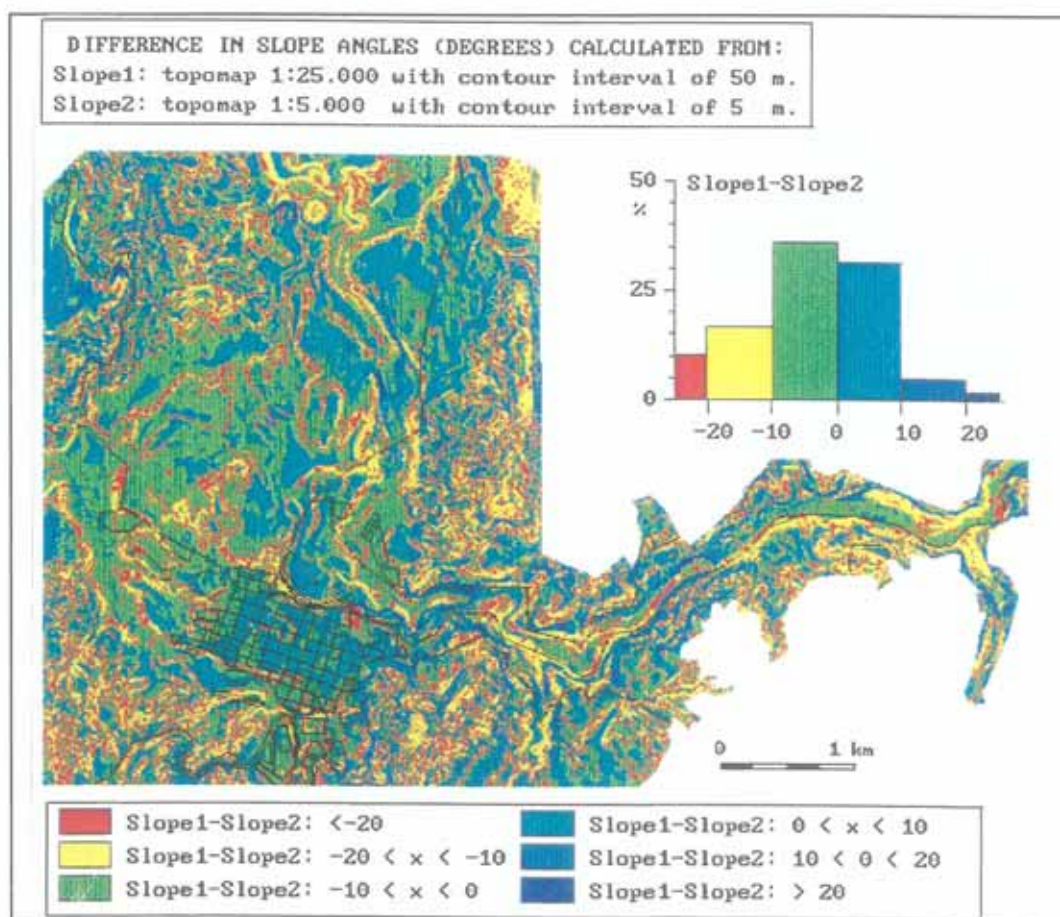 DIFFERENCE IN SLOPE ANGLES (DEGREES) CALCULATED FROM:
Slope1: topomap 1:25.000 with contour interval of 50 m.
Slope2: topomap 1:5.000 with contour interval of 5 m.
50
%
Slope1-Slope2
25
0
-20 -10 0 10 20
0 1 km
Slope1-Slope2: <-20
Slope1-Slope2: -20 < x < -10
Slope1-Slope2: -10 < x < 0
Slope1-Slope2: 0 < x < 10
Slope1-Slope2: 10 < 0 < 20
Slope1-Slope2: > 20